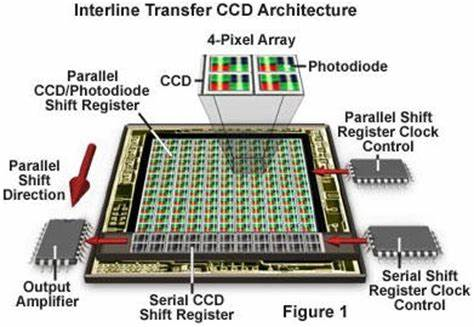 Interline Transfer CCD Architecture
4-Pixel Array
CCD
Photodiode
Parallel
CCD/Photodiode
Shift Register
Parallel Shift
Register Clock
Control
Parallel
Shift
Direction
Output
Amplifier
Serial CCD
Shift Register
Figure 1
Serial Shift
Register Clock
Control